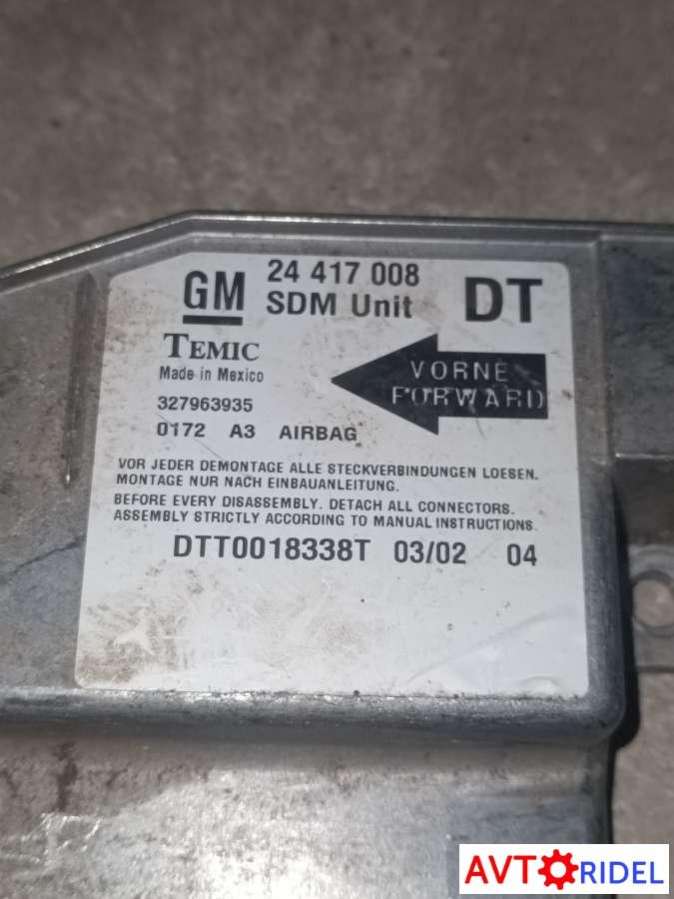 GM 24 417 008 DT
SDM Unit
TEMIC
Made in Mexico
VORNE
FORWARD
327963935
0172 A3 AIRBAG
VOR JEDER DEMONTAGE ALLE STECKVERBINDUNGEN LOESEN.
MONTAGE NUR NACH EINBAUANLEITUNG.
BEFORE EVERY DISASSEMBLY. DETACH ALL CONNECTORS.
ASSEMBLY STRICTLY ACCORDING TO MANUAL INSTRUCTIONS.
DTT0018338T 03/02 04
AVTORIDEL